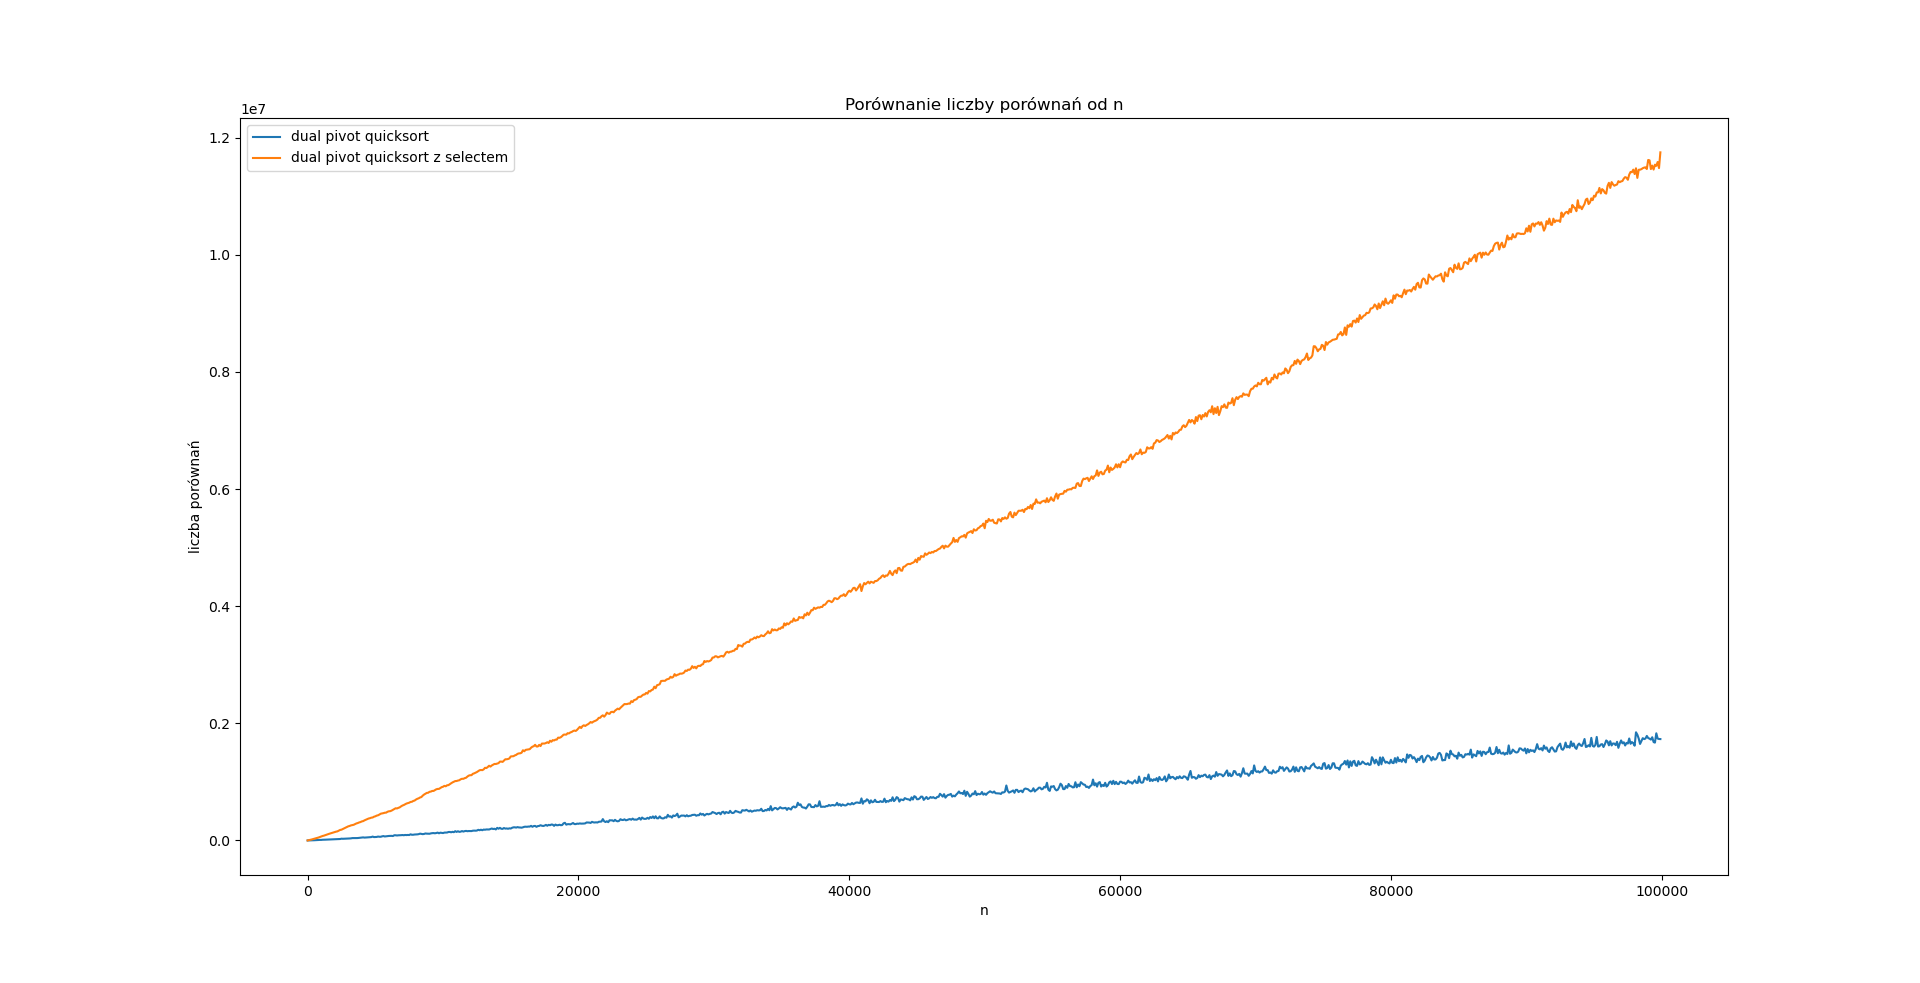 Porównanie liczby porównań od n
1e7
dual pivot quicksort
dual pivot quicksort z selectem
1.2
1.0
0.8
0.6
0.4
0.2
0.0
liczba porównań
0
20000
40000
60000
80000
100000
n